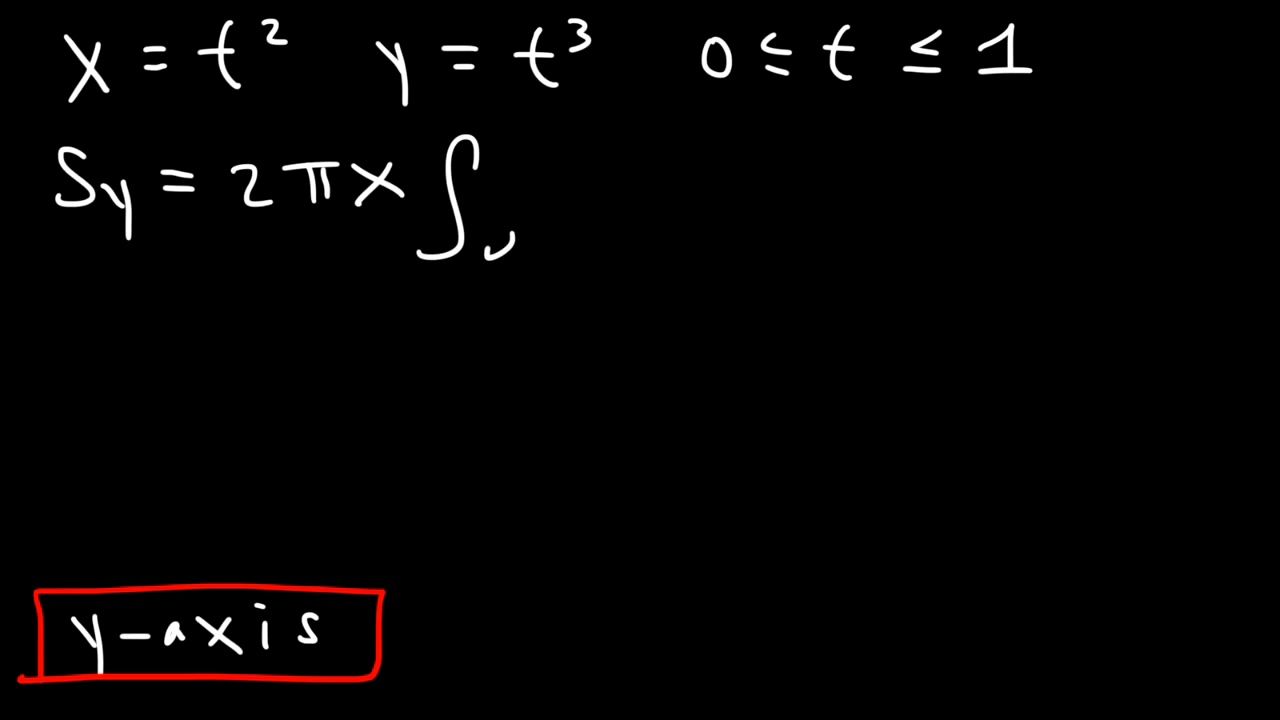 x = t² y = t³ 0 ≤ t ≤ 1
Sy = 2πx ∫
y-axis